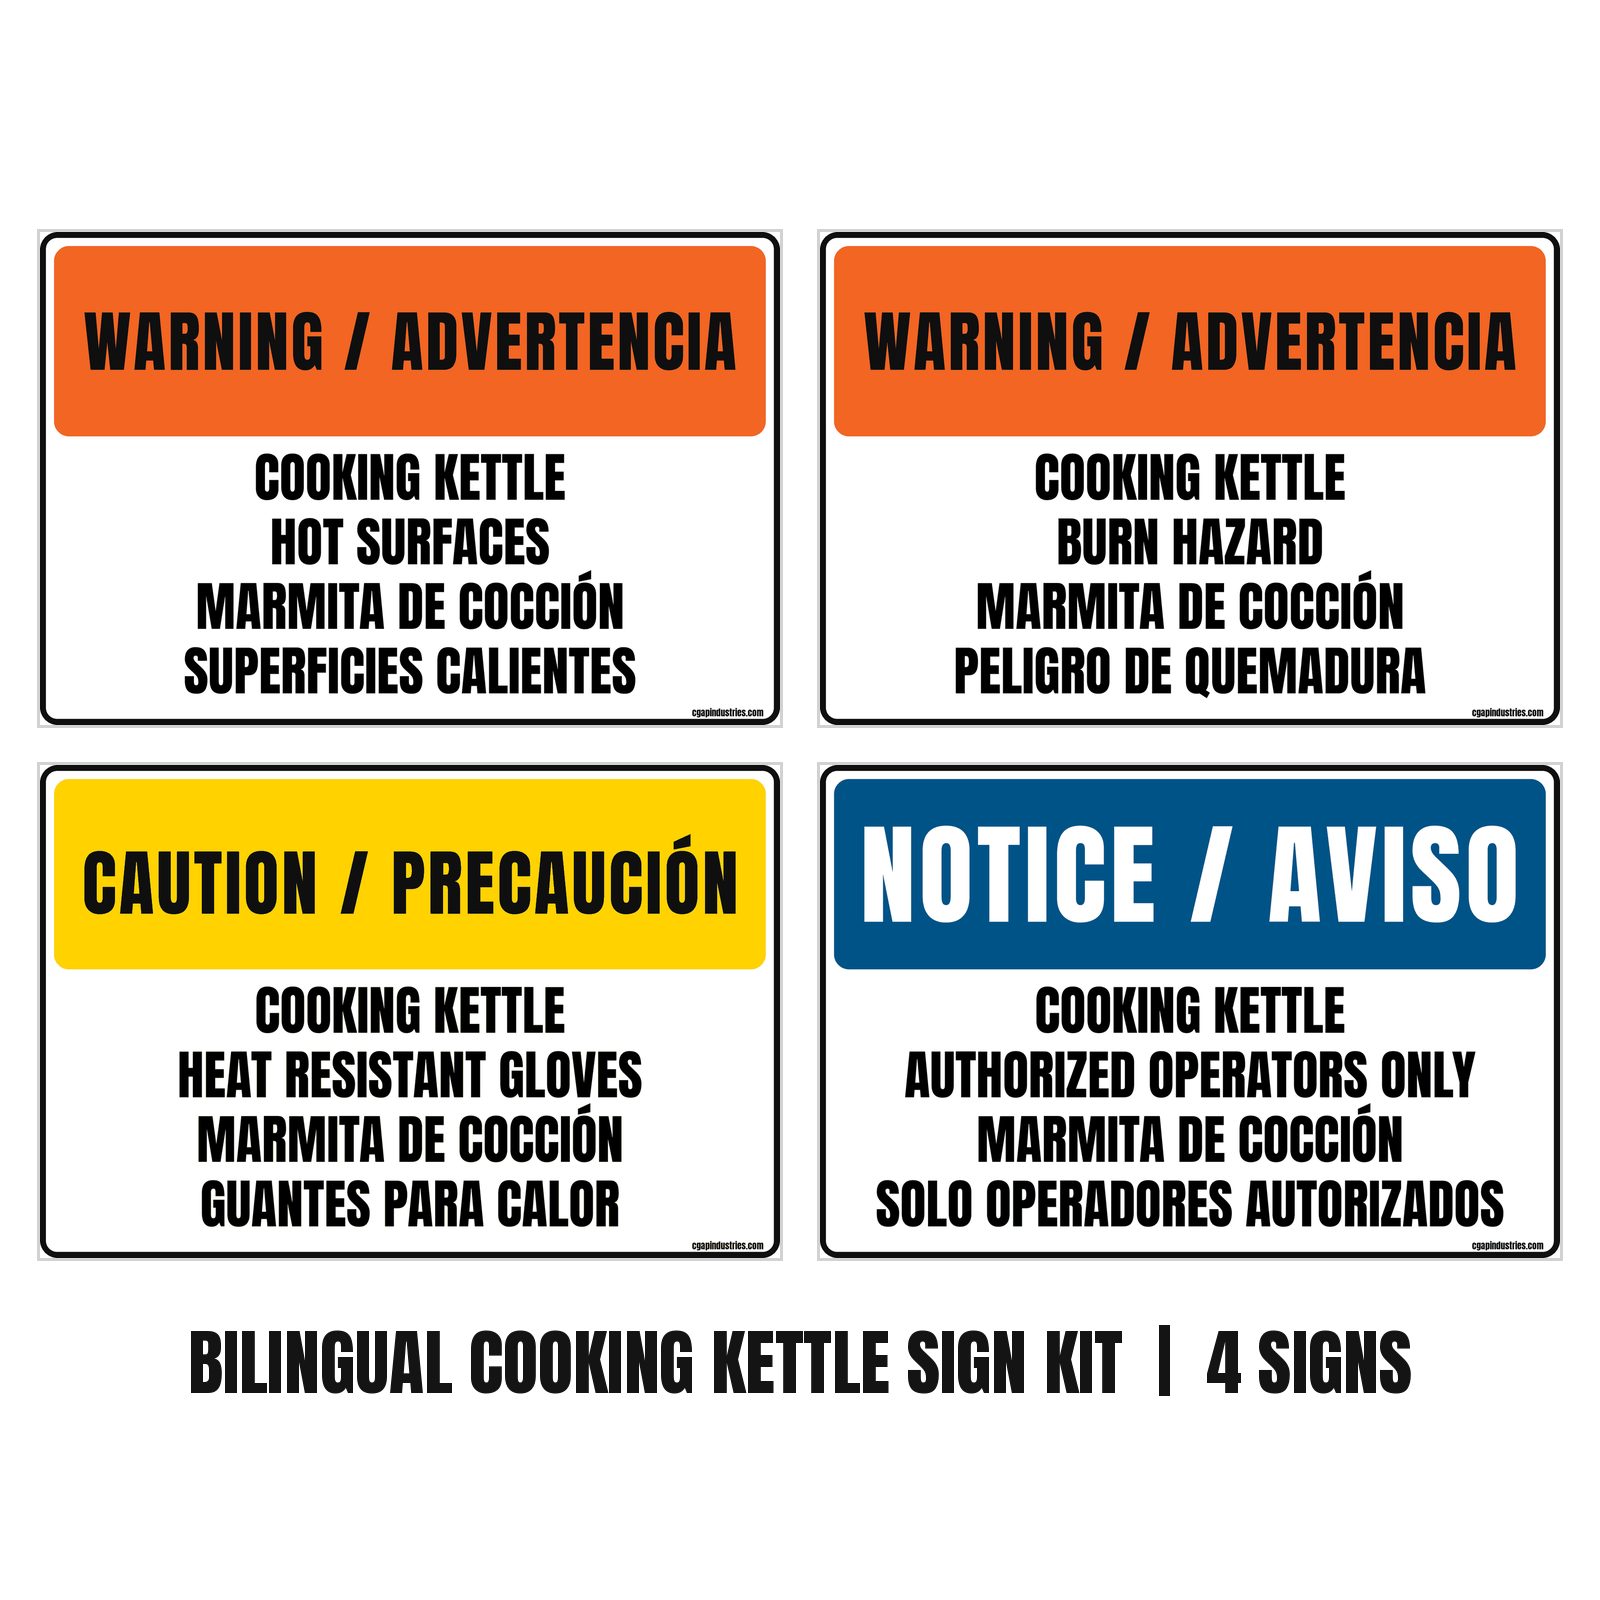 WARNING / ADVERTENCIA
COOKING KETTLE
HOT SURFACES
MARMITA DE COCCIÓN
SUPERFICIES CALIENTES
cgapindustries.com
WARNING / ADVERTENCIA
COOKING KETTLE
BURN HAZARD
MARMITA DE COCCIÓN
PELIGRO DE QUEMADURA
cgapindustries.com
CAUTION / PRECAUCIÓN
COOKING KETTLE
HEAT RESISTANT GLOVES
MARMITA DE COCCIÓN
GUANTES PARA CALOR
cgapindustries.com
NOTICE / AVISO
COOKING KETTLE
AUTHORIZED OPERATORS ONLY
MARMITA DE COCCIÓN
SOLO OPERADORES AUTORIZADOS
cgapindustries.com
BILINGUAL COOKING KETTLE SIGN KIT | 4 SIGNS